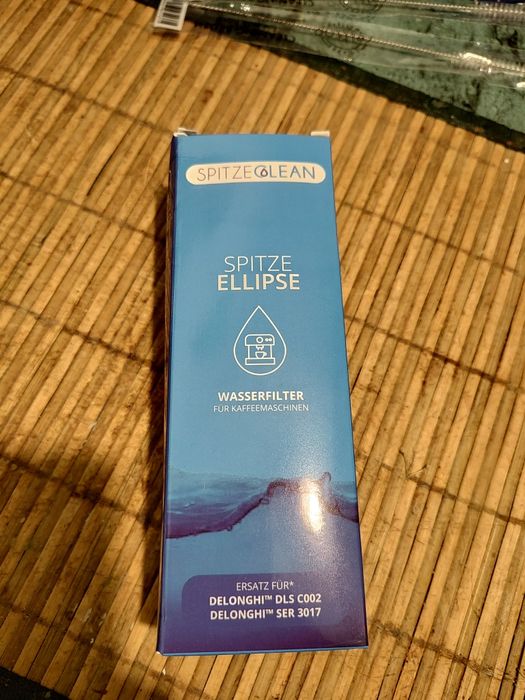 SPITZECLEAN
SPITZE
ELLIPSE
WASSERFILTER
FÜR KAFFEEMASCHINEN
ERSATZ FÜR*
DELONGHI™ DLS C002
DELONGHI™ SER 3017